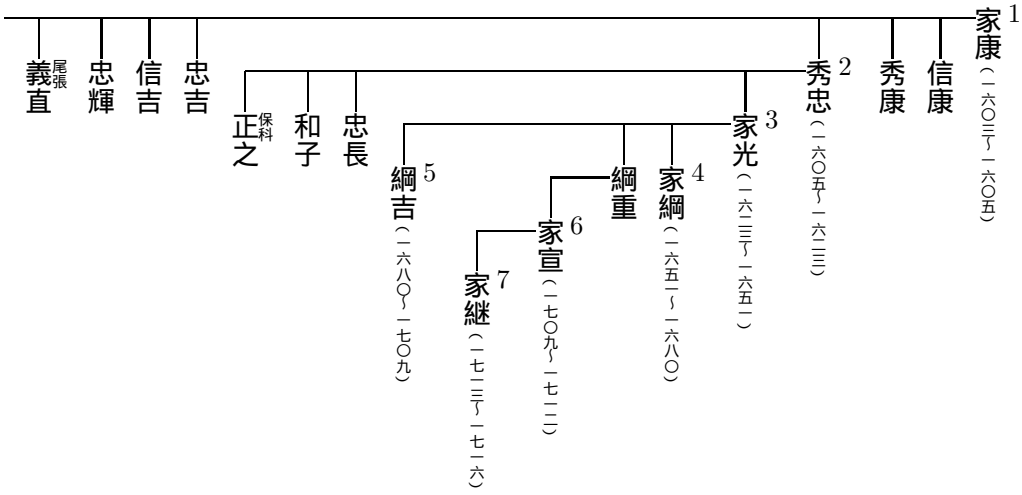 家康 1
(一六〇三〜一六〇五)
信康
秀康
秀忠 2
(一六〇五〜一六二三)
忠吉
信吉
忠輝
義直
尾張
家光 3
(一六二三〜一六五一)
忠長
和子
正之
保科
家綱 4
(一六五一〜一六八〇)
綱重
綱吉 5
(一六八〇〜一七〇九)
家宣 6
(一七〇九〜一七一二)
家継 7
(一七一三〜一七一六)